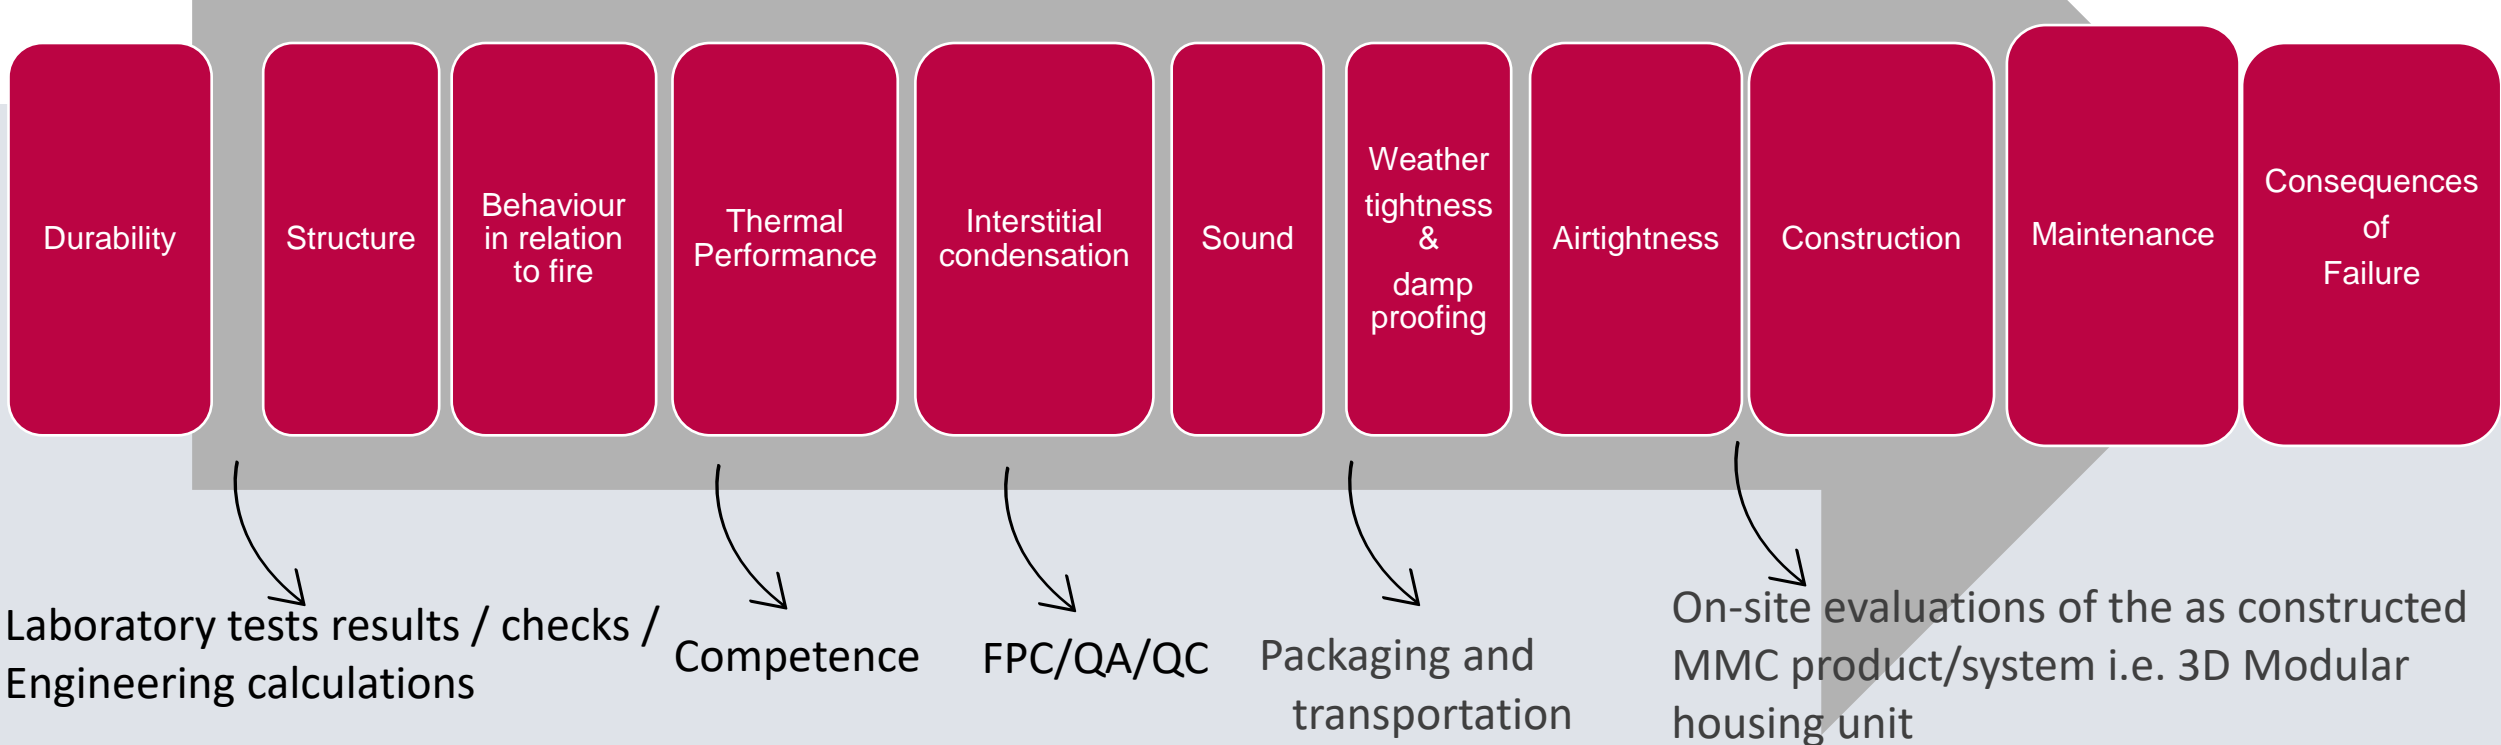 Durability
Structure
Behaviour
in relation
to fire
Thermal
Performance
Interstitial
condensation
Sound
Weather
tightness
&
damp
proofing
Airtightness
Construction
Maintenance
Consequences
of
Failure
Laboratory tests results / checks /
Engineering calculations
Competence
FPC/QA/QC
Packaging and
transportation
On-site evaluations of the as constructed
MMC product/system i.e. 3D Modular
housing unit